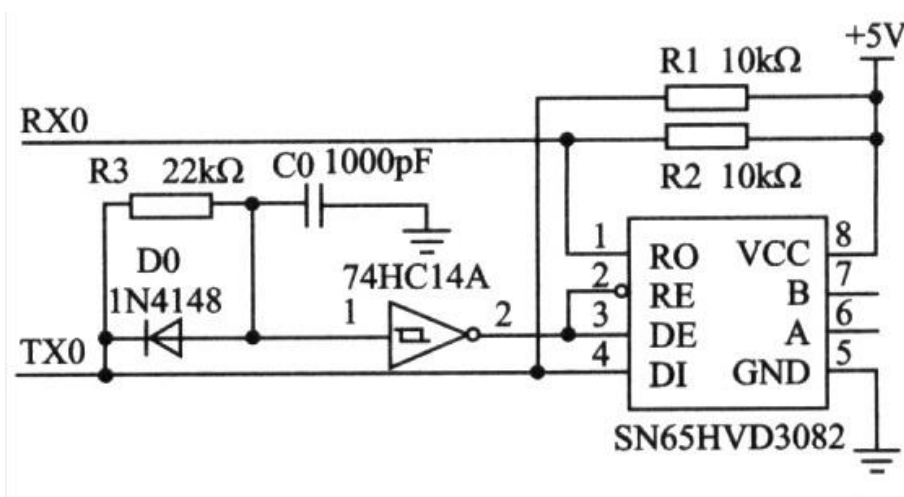 +5V
R1 10kΩ
RX0
R3 22kΩ
C0 1000pF
R2 10kΩ
D0
1N4148
74HC14A
1
2
TX0
1
2
3
4
RO
RE
DE
DI
VCC
B
A
GND
8
7
6
5
SN65HVD3082